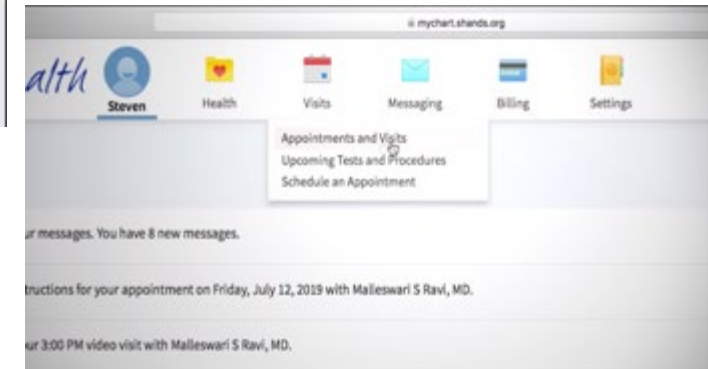 mychart.shands.org
alth
Steven
Health
Visits
Messaging
Billing
Settings
Appointments and Visits
Upcoming Tests and Procedures
Schedule an Appointment
ur messages. You have 8 new messages.
tructions for your appointment on Friday, July 12, 2019 with Malleswari S Ravi, MD.
ur 3:00 PM video visit with Malleswari S Ravi, MD.